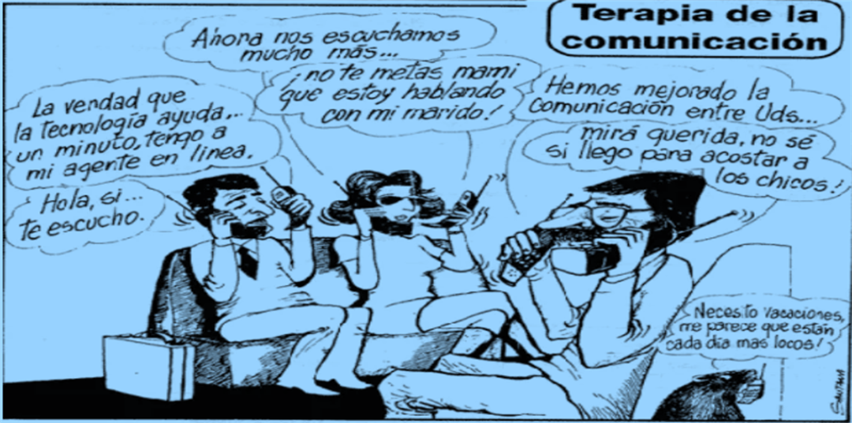 Terapia de la
comunicación
Ahora nos escuchamos
mucho más...
¡no te metas mami
que estoy hablando
con mi marido!
La verdad que
la Tecnología ayuda...
un minuto, tengo a
mi agente en linea.
Hola, sí...
te escucho.
Hemos mejorado la
comunicación entre Uds...
mirá querida, no sé
si llego para acostar a
los chicos!
Necesito vacaciones,
me parece que están
cada día mas locos!